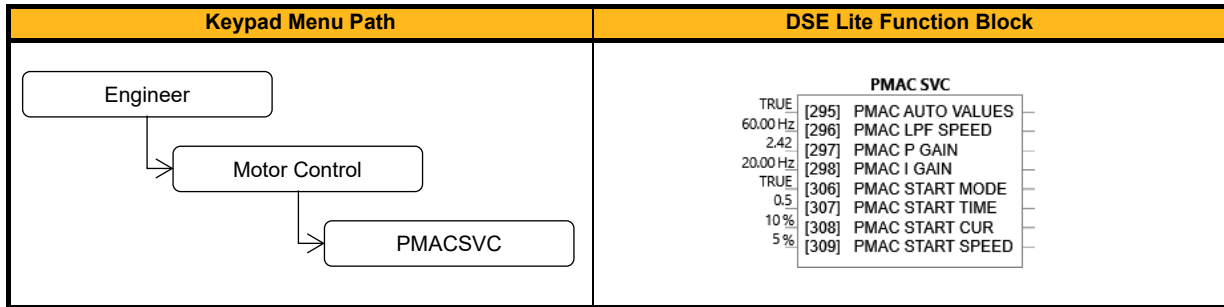 Keypad Menu Path
DSE Lite Function Block
Engineer
Motor Control
PMACSVC
PMAC SVC
TRUE [295] PMAC AUTO VALUES
60.00 Hz [296] PMAC LPF SPEED
2.42 [297] PMAC P GAIN
20.00 Hz [298] PMAC I GAIN
TRUE [306] PMAC START MODE
0.5 [307] PMAC START TIME
10 % [308] PMAC START CUR
5 % [309] PMAC START SPEED